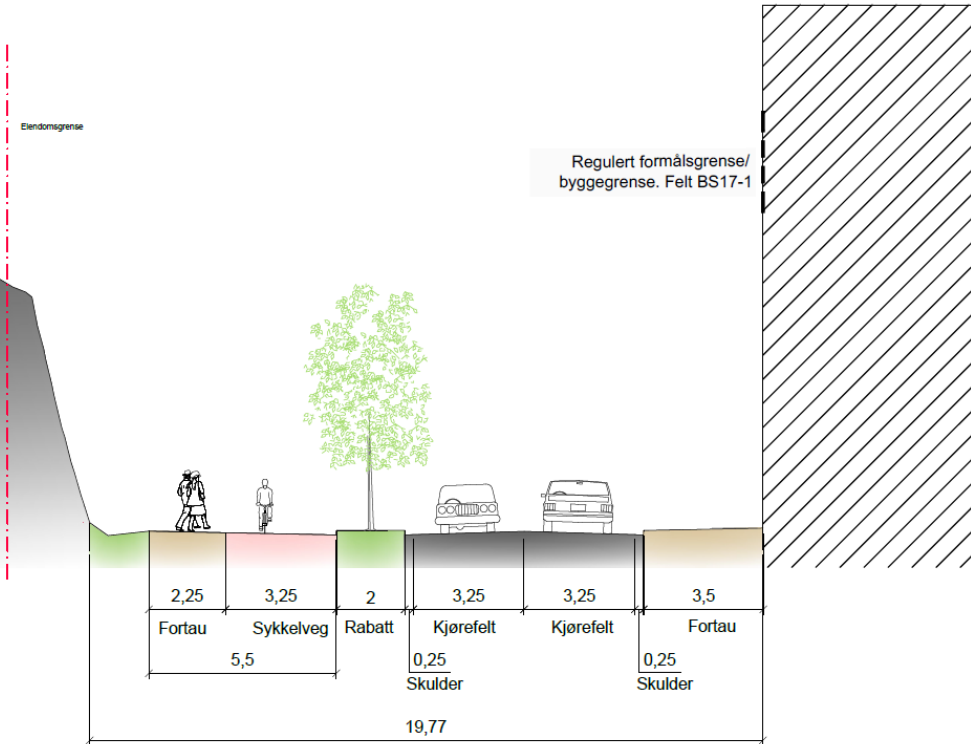 Eiendomsgrense
Regulert formålsgrense/
byggegrense. Felt BS17-1
2,25 3,25 2 3,25 3,25 3,5
Fortau Sykkelveg Rabatt Kjørefelt Kjørefelt Fortau
5,5 0,25 0,25
Skulder Skulder
19,77